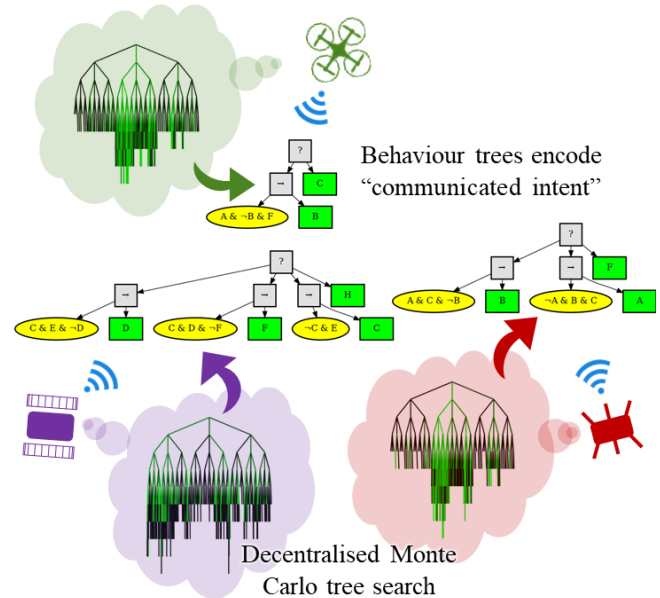 ?
Behaviour trees encode
“communicated intent”
→
C
A & ¬B & F
B
?
→
→
F
A & C & ¬B
B
¬A & B & C
A
?
→
→
→
H
C & E & ¬D
D
C & D & ¬F
F
¬C & E
C
Decentralised Monte
Carlo tree search